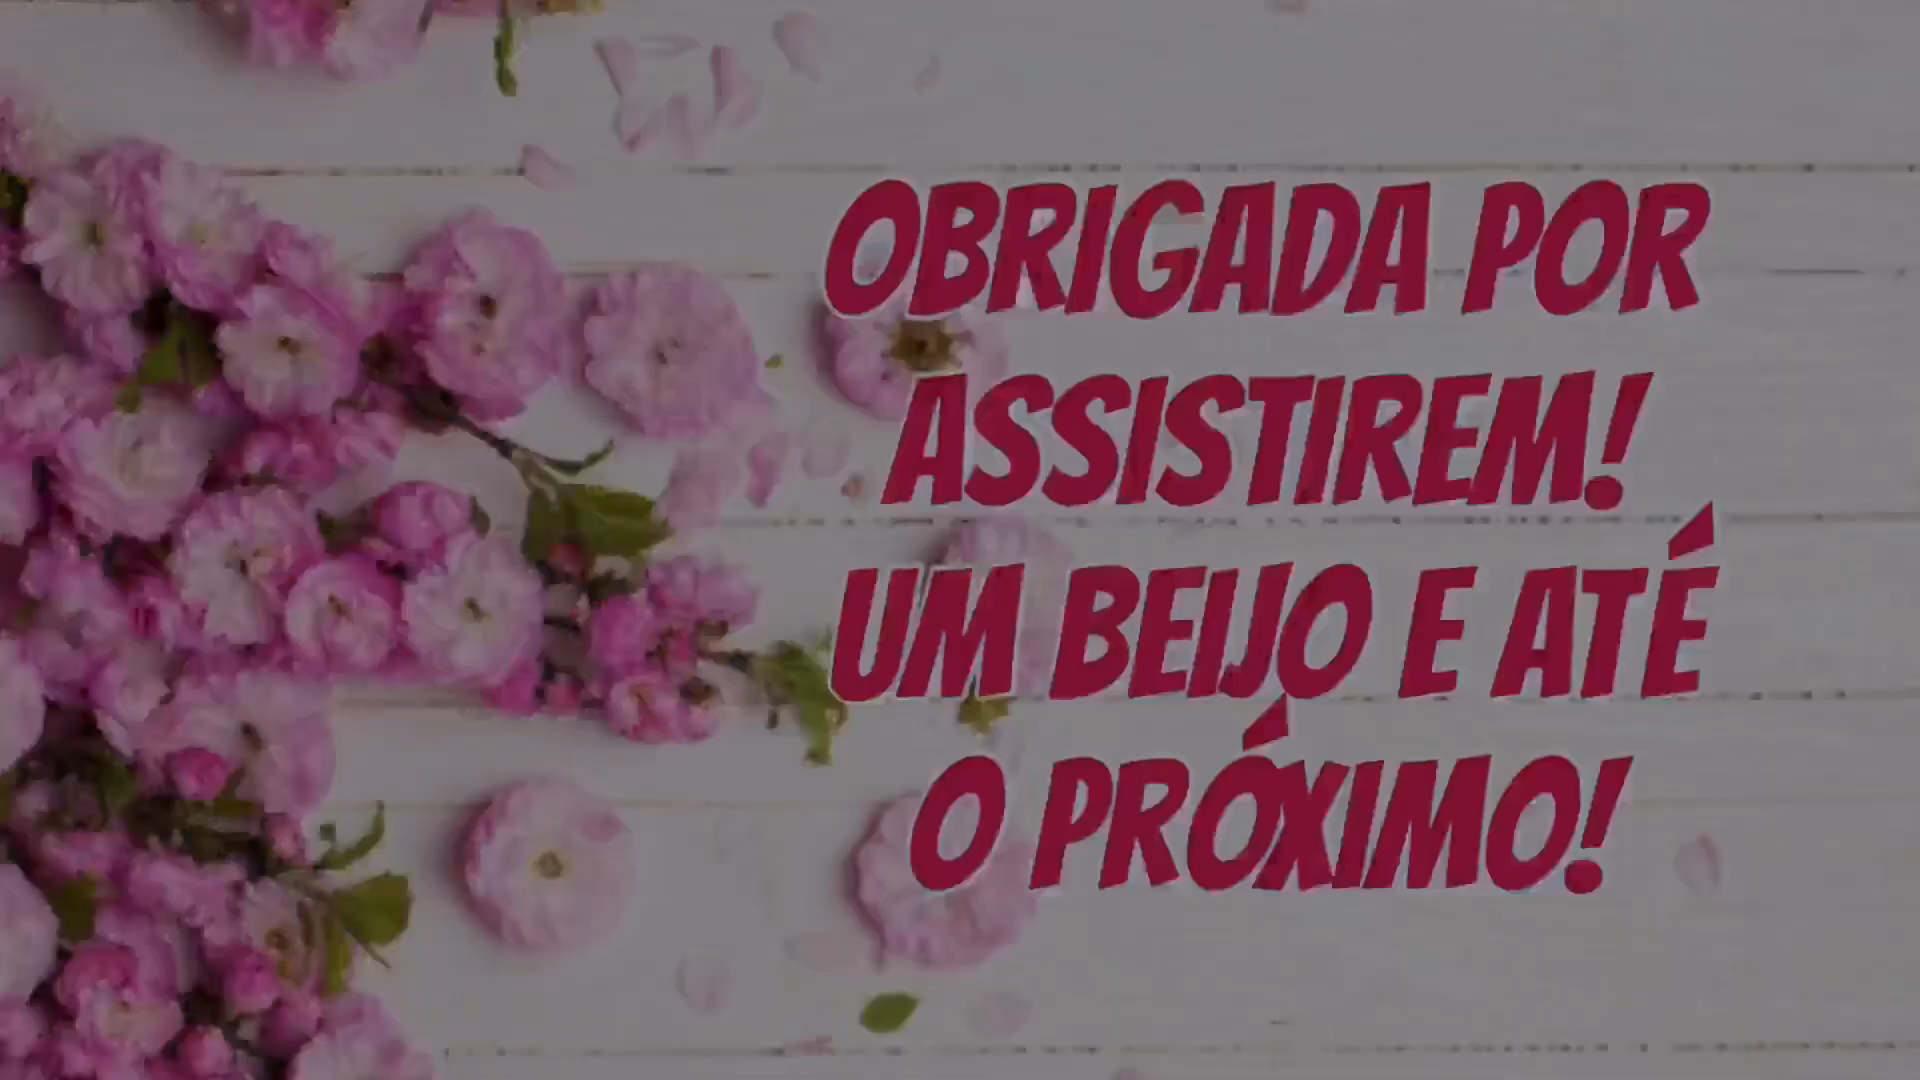 OBRIGADA POR
ASSISTIREM!
UM BEIJO E ATÉ
O PRÓXIMO!